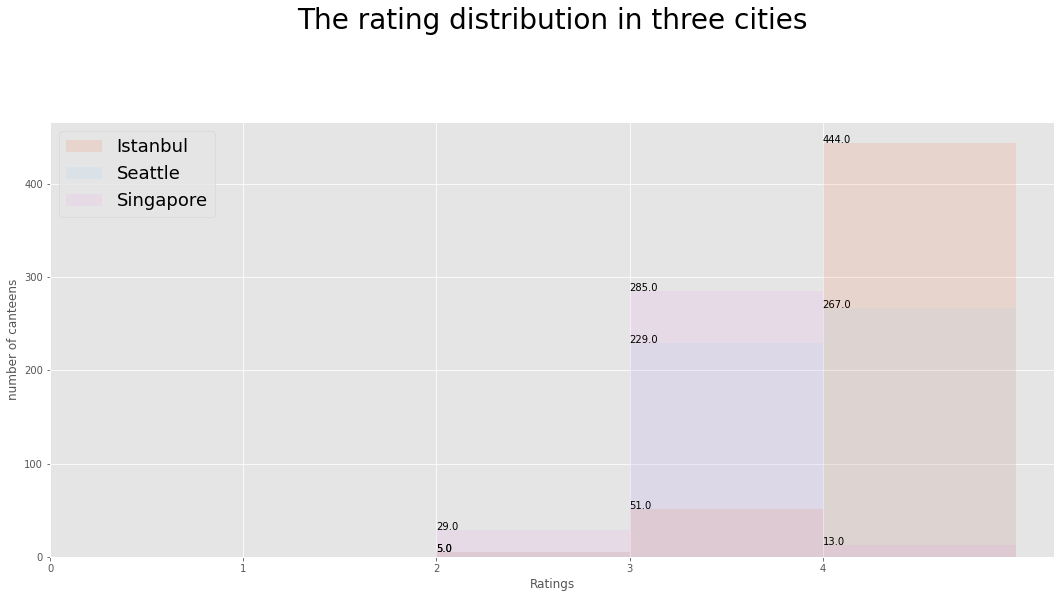 The rating distribution in three cities
Istanbul
Seattle
Singapore
number of canteens
400
300
200
100
0
444.0
285.0
267.0
229.0
51.0
29.0
13.0
5.0
0 1 2 3 4
Ratings